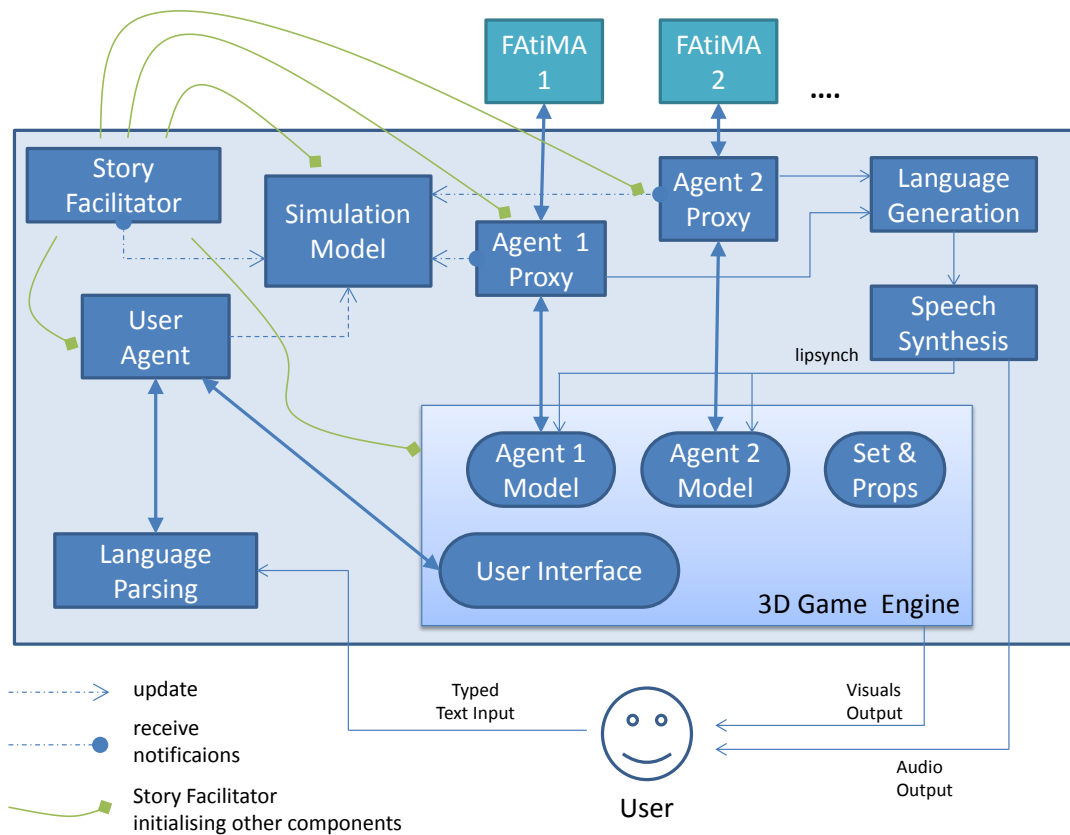 FAtiMA
1
FAtiMA
2
....
Story
Facilitator
Simulation
Model
Agent 1
Proxy
Agent 2
Proxy
Language
Generation
User
Agent
Speech
Synthesis
lipsynch
Agent 1
Model
Agent 2
Model
Set &
Props
Language
Parsing
User Interface
3D Game Engine
update
receive
notificaions
Story Facilitator
initialising other components
Typed
Text Input
User
Visuals
Output
Audio
Output